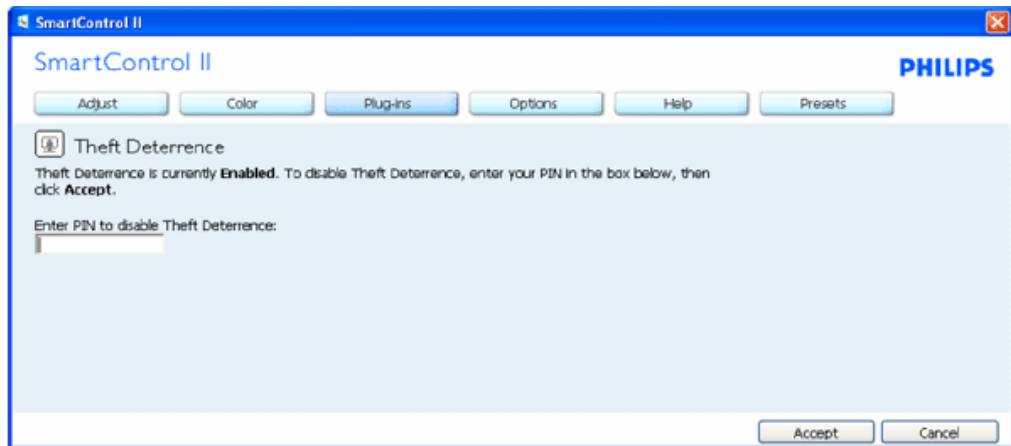 SmartControl II
SmartControl II
PHILIPS
Adjust Color Plug-ins Options Help Presets
Theft Deterrence
Theft Deterrence is currently Enabled. To disable Theft Deterrence, enter your PIN in the box below, then
click Accept.
Enter PIN to disable Theft Deterrence:
Accept Cancel